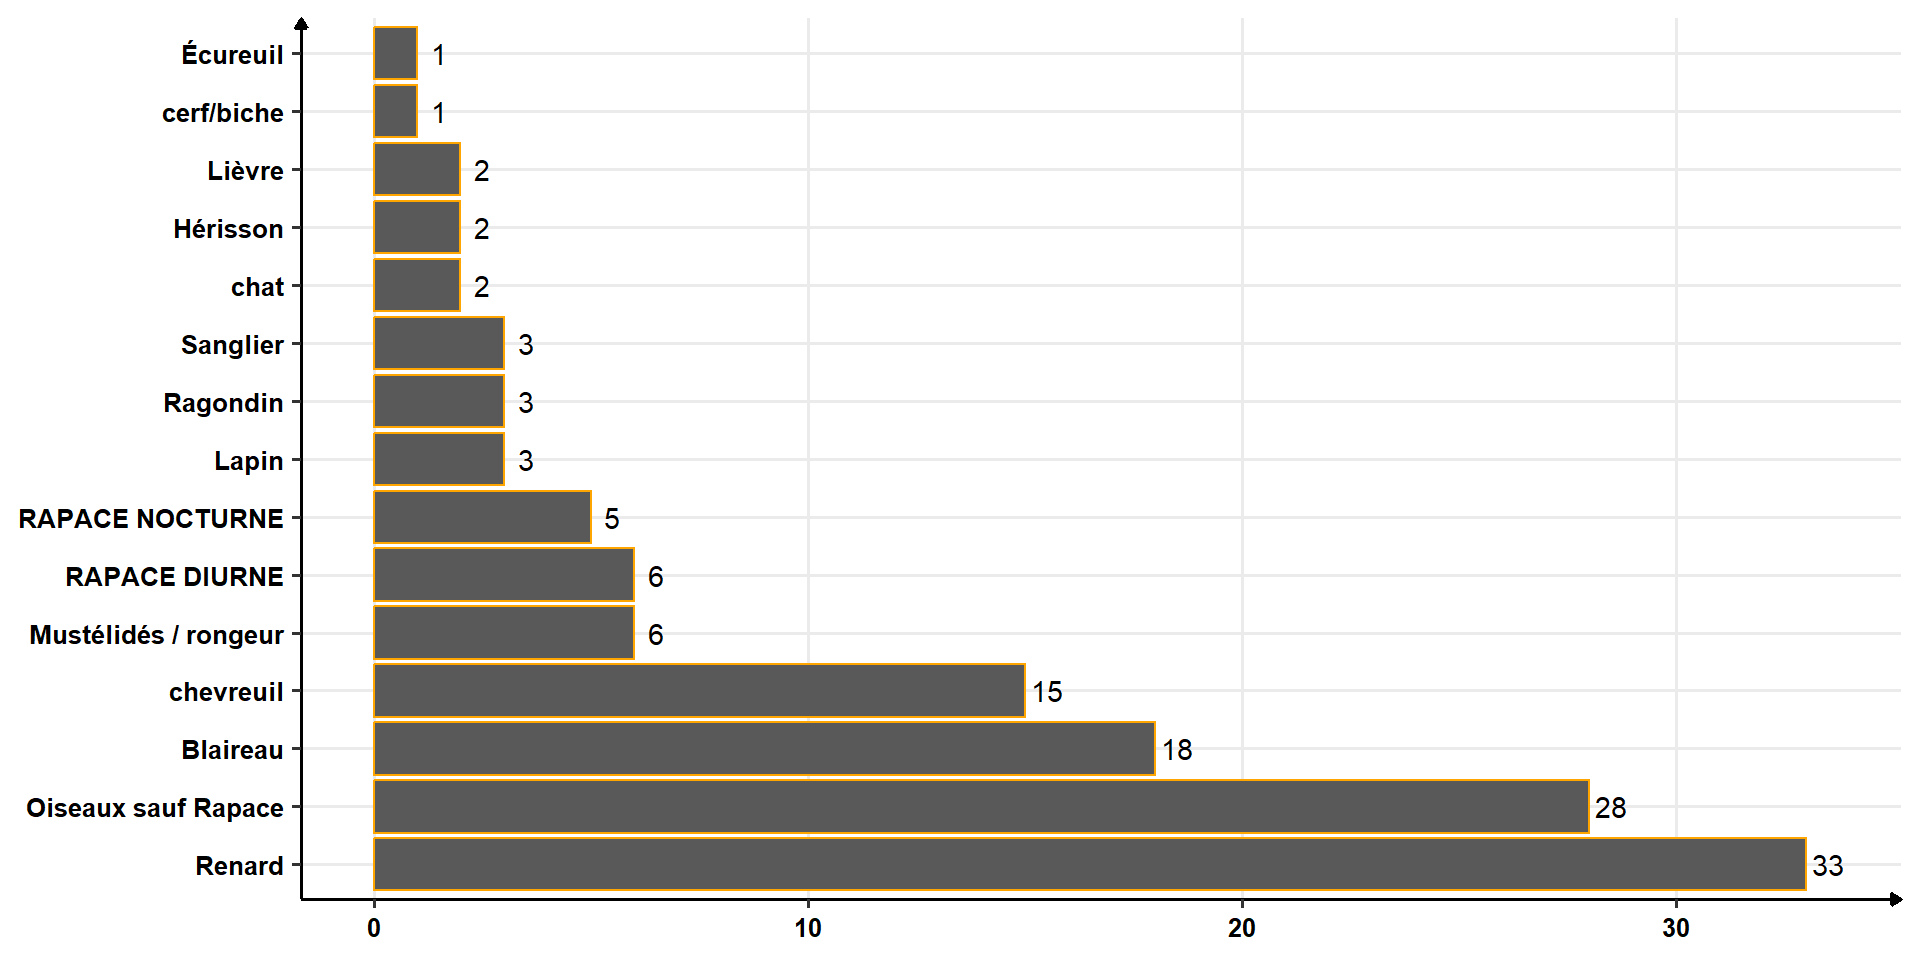 Écureuil 1
cerf/biche 1
Lièvre 2
Hérisson 2
chat 2
Sanglier 3
Ragondin 3
Lapin 3
RAPACE NOCTURNE 5
RAPACE DIURNE 6
Mustélidés / rongeur 6
chevreuil 15
Blaireau 18
Oiseaux sauf Rapace 28
Renard 33
0 10 20 30